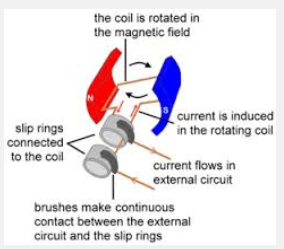 the coil is rotated in
the magnetic field
N
S
current is induced
in the rotating coil
slip rings
connected
to the coil
current flows in
external circuit
brushes make continuous
contact between the external
circuit and the slip rings